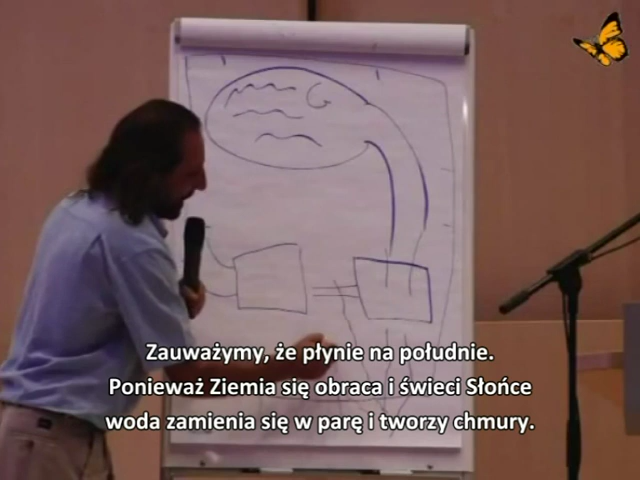 Zauważymy, że płynie na południe.
Ponieważ Ziemia się obraca i świeci Słońce
woda zamienia się w parę i tworzy chmury.